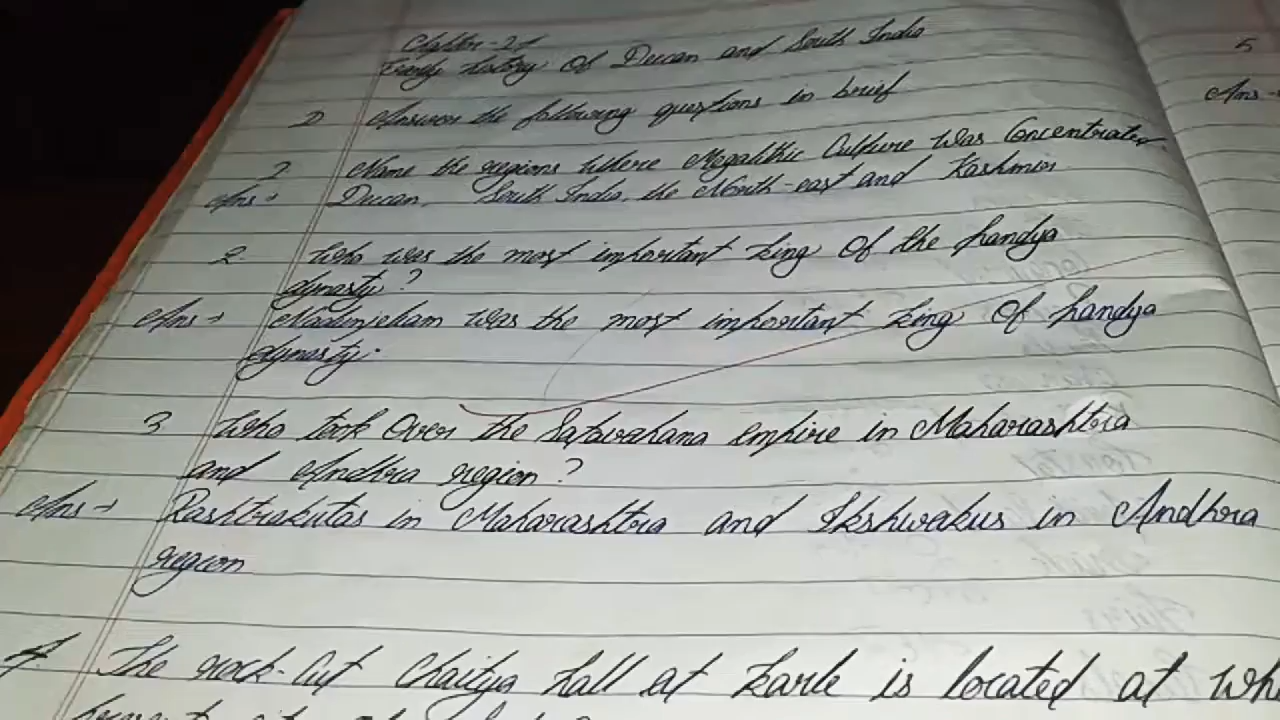 Chapter-21
Early history Of Deccan and South India
D Answer the following questions in brief
1 Name the regions where Megalithic Culture was Concentrated.
Ans → Deccan, South India, the North-east and Kashmir
2. Who was the most important king Of the pandya
dynasty?
Ans → Nadunjelian was the most important king Of pandya
dynasty.
3 Who took Over the Satavahana empire in Maharashtra
and Andhra region?
Ans → Rashtrakutas in Maharashtra and Ikshwakus in Andhra
region
4. The rock-Cut Chaitya hall at Karle is located at
5
Ans →